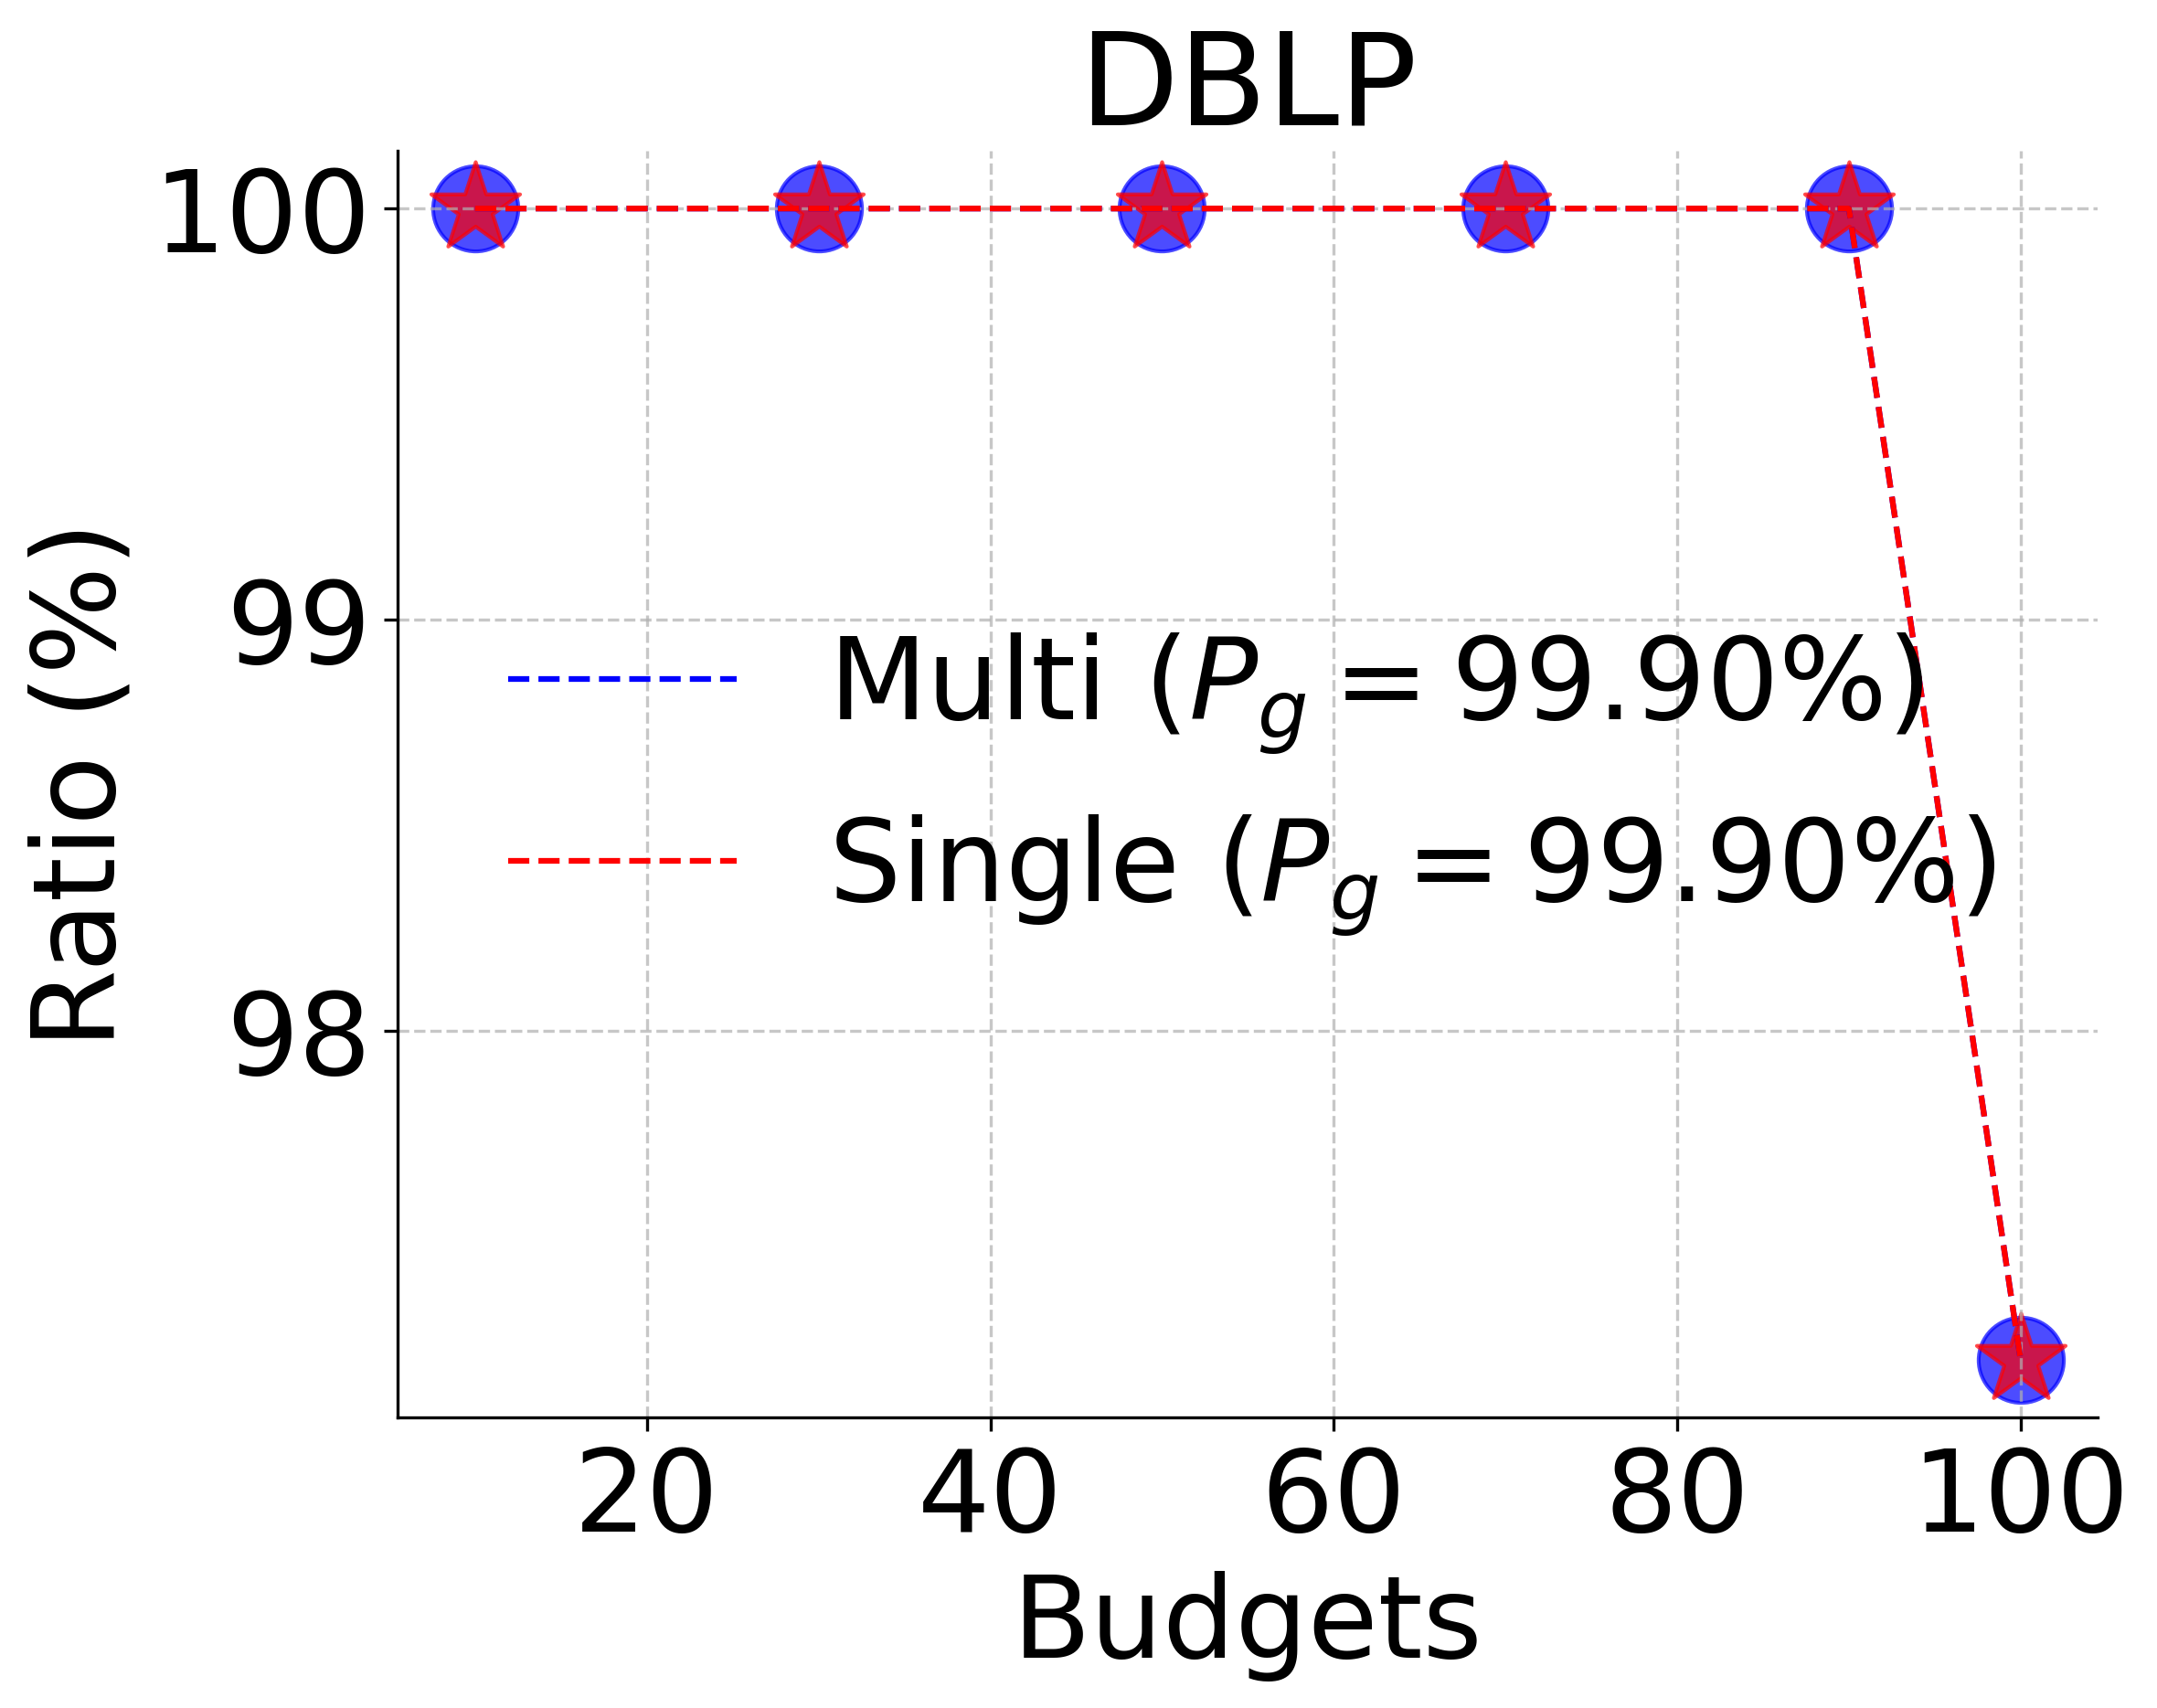 DBLP
100
99
98
Ratio (%)
Multi (P_g = 99.90%)
Single (P_g = 99.90%)
20 40 60 80 100
Budgets